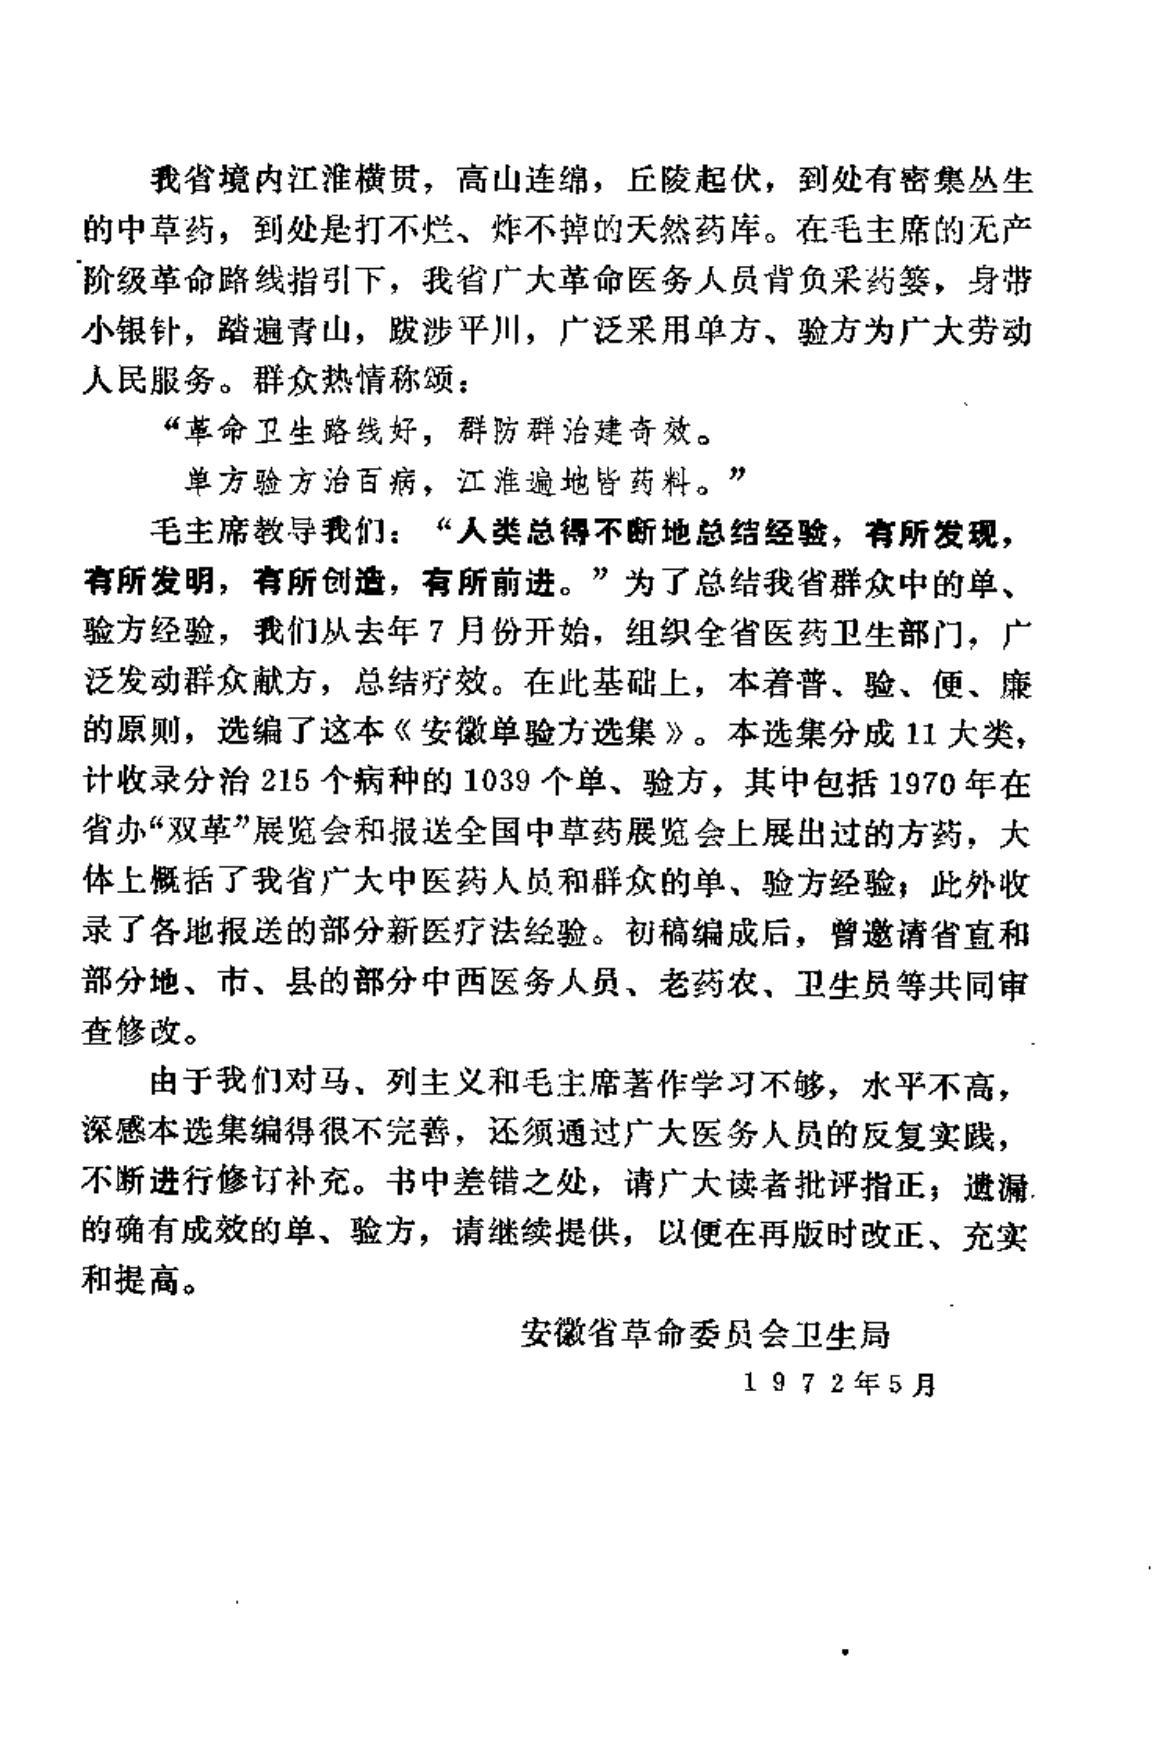 我省境内江淮横贯，高山连绵，丘陵起伏，到处有密集丛生
的中草药，到处是打不烂、炸不掉的天然药库。在毛主席的无产
阶级革命路线指引下，我省广大革命医务人员背负采药篓，身带
小银针，踏遍青山，跋涉平川，广泛采用单方、验方为广大劳动
人民服务。群众热情称颂：
“革命卫生路线好，群防群治建奇效。
单方验方治百病，江淮遍地皆药料。”
毛主席教导我们：“人类总得不断地总结经验，有所发现，
有所发明，有所创造，有所前进。”为了总结我省群众中的单、
验方经验，我们从去年7月份开始，组织全省医药卫生部门，广
泛发动群众献方，总结疗效。在此基础上，本着普、验、便、廉
的原则，选编了这本《安徽单验方选集》。本选集分成11大类，
计收录分治215个病种的1039个单、验方，其中包括1970年在
省办“双革”展览会和报送全国中草药展览会上展出过的方药，大
体上概括了我省广大中医药人员和群众的单、验方经验；此外收
录了各地报送的部分新医疗法经验。初稿编成后，曾邀请省直和
部分地、市、县的部分中西医务人员、老药农、卫生员等共同审
查修改。
由于我们对马、列主义和毛主席著作学习不够，水平不高，
深感本选集编得很不完善，还须通过广大医务人员的反复实践，
不断进行修订补充。书中差错之处，请广大读者批评指正；遗漏
的确有成效的单、验方，请继续提供，以便在再版时改正、充实
和提高。
安徽省革命委员会卫生局
1972年5月